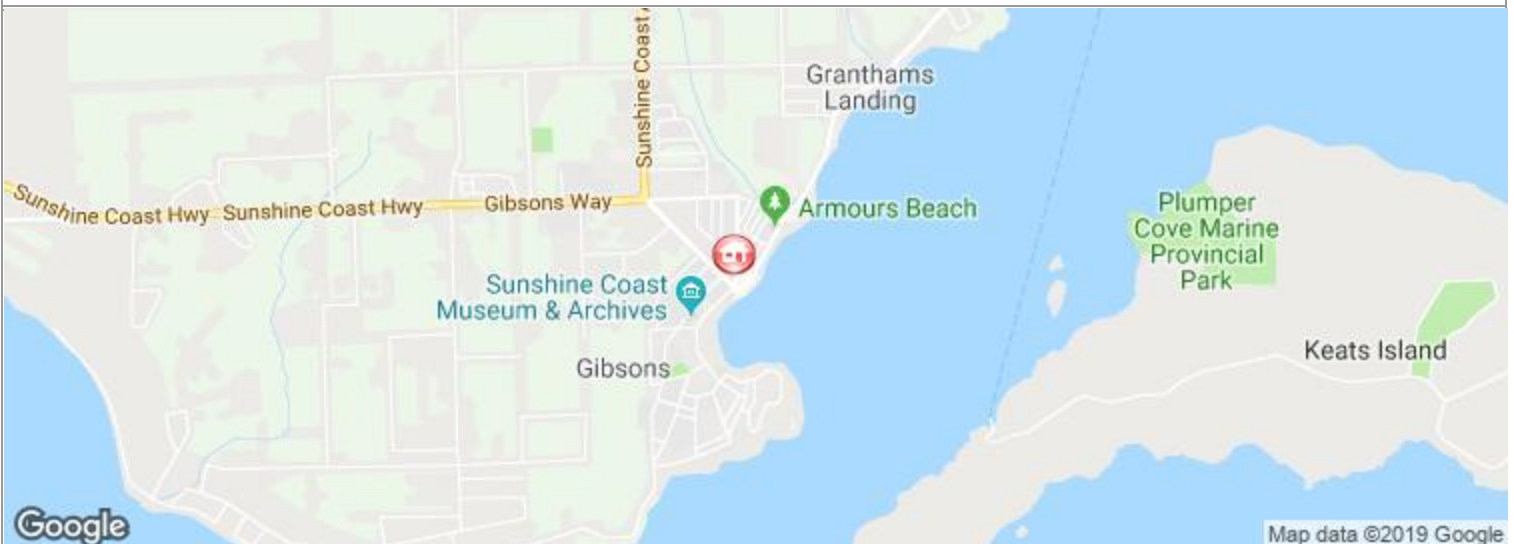 Sunshine Coast
Granthams
Landing
Sunshine Coast Hwy
Sunshine Coast Hwy
Gibsons Way
Armours Beach
Plumper
Cove Marine
Provincial
Park
Sunshine Coast
Museum & Archives
Gibsons
Keats Island
Google
Map data ©2019 Google